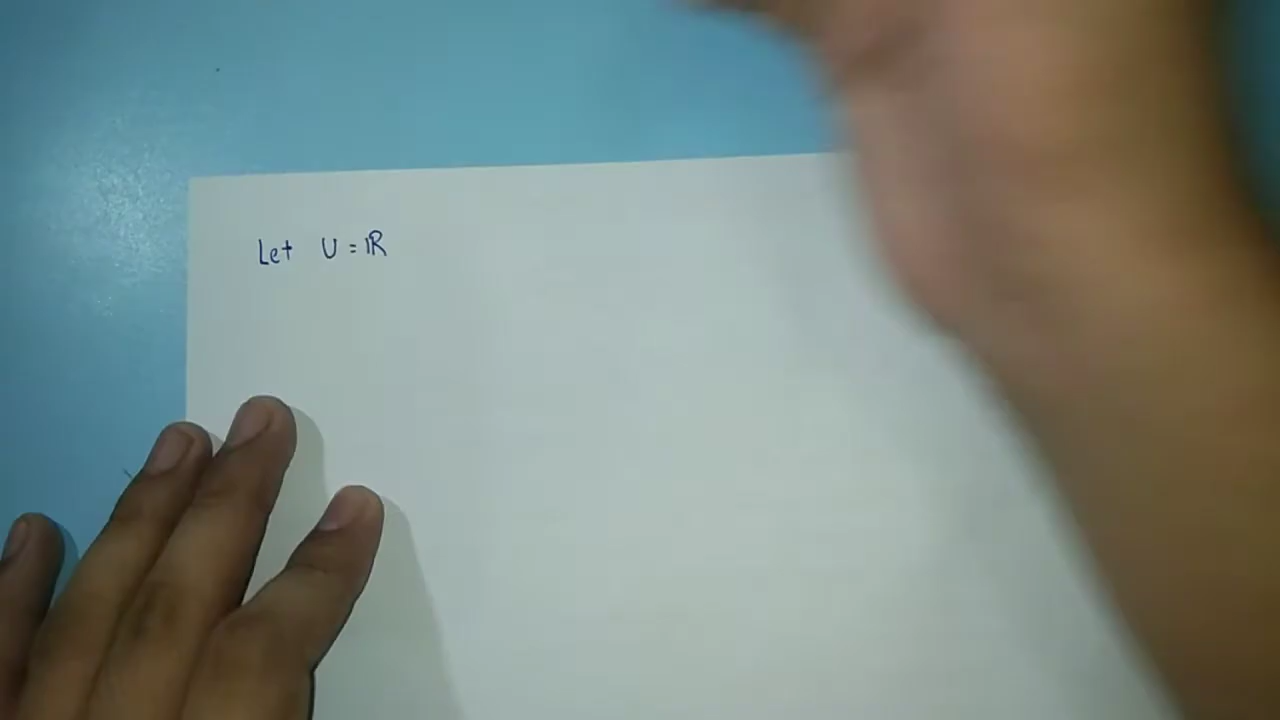 Let U = ℝ